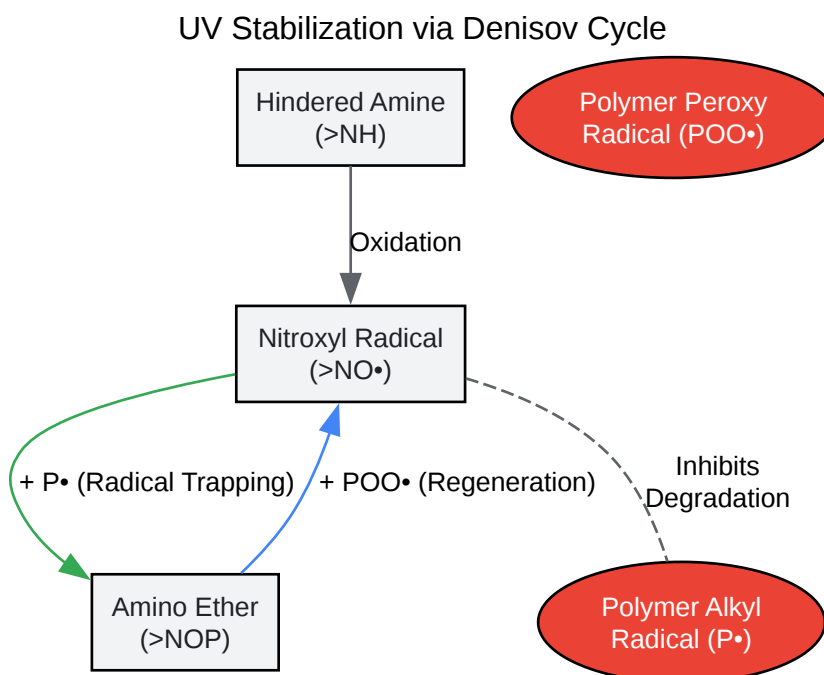 UV Stabilization via Denisov Cycle
Hindered Amine
(>NH)
Polymer Peroxy
Radical (POO•)
Oxidation
Nitroxyl Radical
(>NO•)
+ P• (Radical Trapping)
+ POO• (Regeneration)
Inhibits
Degradation
Amino Ether
(>NOP)
Polymer Alkyl
Radical (P•)